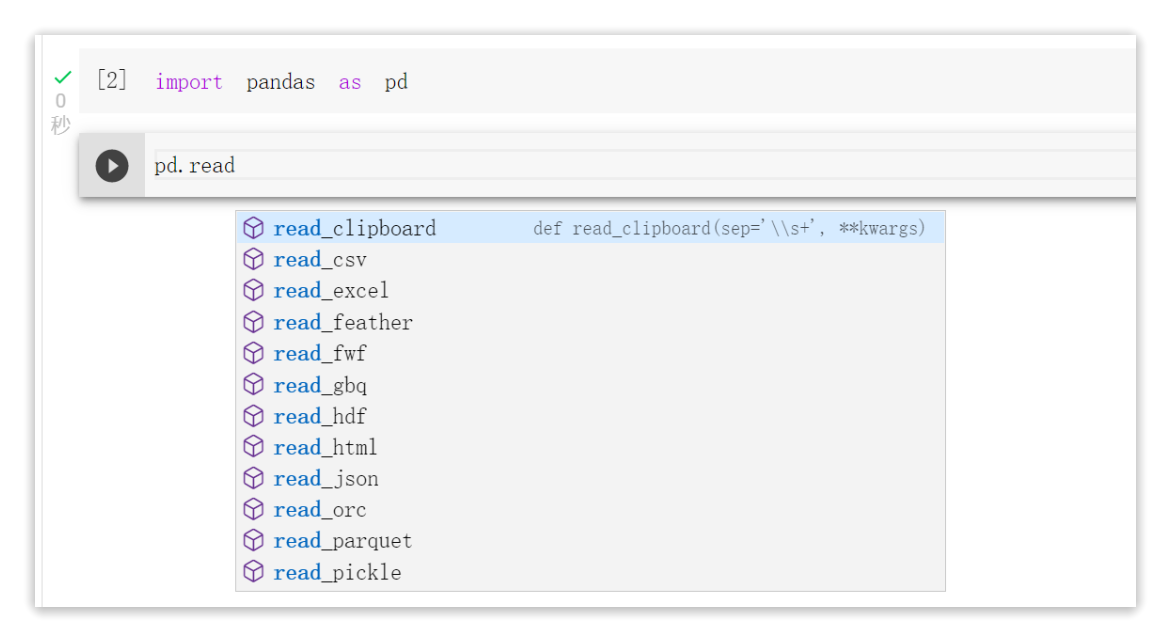 [2] import pandas as pd
0
秒
pd.read
read_clipboard def read_clipboard(sep='\\s+', **kwargs)
read_csv
read_excel
read_feather
read_fwf
read_gbq
read_hdf
read_html
read_json
read_orc
read_parquet
read_pickle